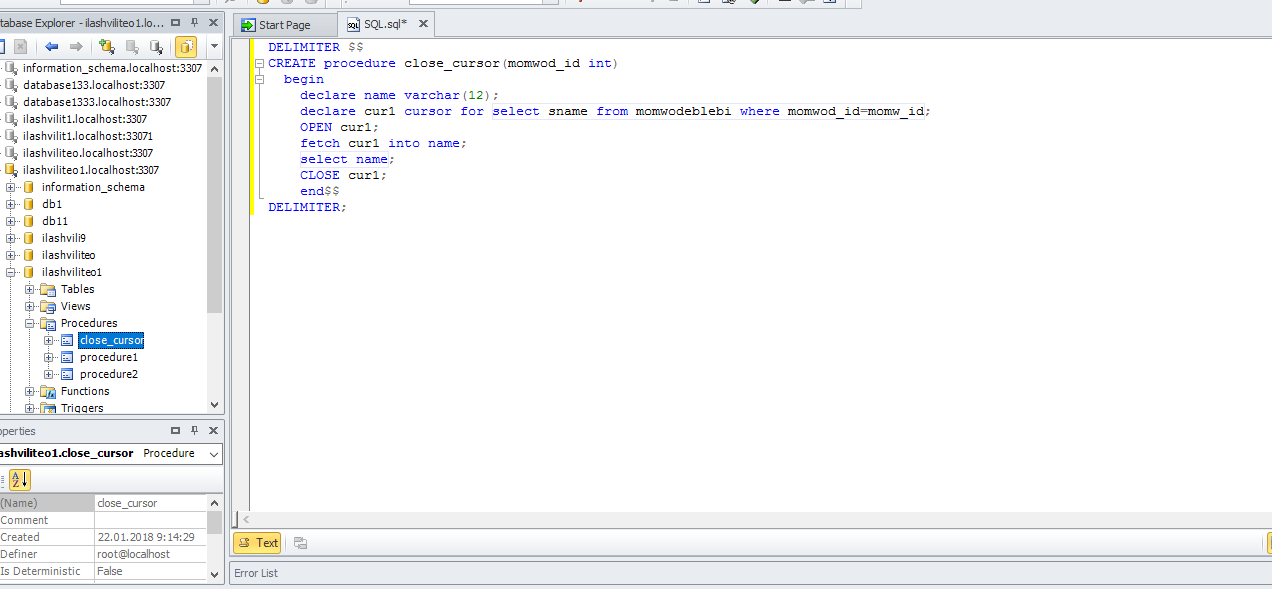 atabase Explorer - ilashviliteo1.lo...
information_schema.localhost:3307
database133.localhost:3307
database1333.localhost:3307
ilashvilit1.localhost:3307
ilashvilit1.localhost:33071
ilashviliteo.localhost:3307
ilashviliteo1.localhost:3307
information_schema
db1
db11
ilashvili9
ilashviliteo
ilashviliteo1
Tables
Views
Procedures
close_cursor
procedure1
procedure2
Functions
Triggers
operties
ashviliteo1.close_cursor Procedure
(Name) close_cursor
Comment
Created 22.01.2018 9:14:29
Definer root@localhost
Is Deterministic False
Start Page
SQL.sql*
DELIMITER $$
CREATE procedure close_cursor(momwod_id int)
begin
declare name varchar(12);
declare cur1 cursor for select sname from momwodeblebi where momwod_id=momw_id;
OPEN cur1;
fetch cur1 into name;
select name;
CLOSE cur1;
end$$
DELIMITER;
Text
Error List